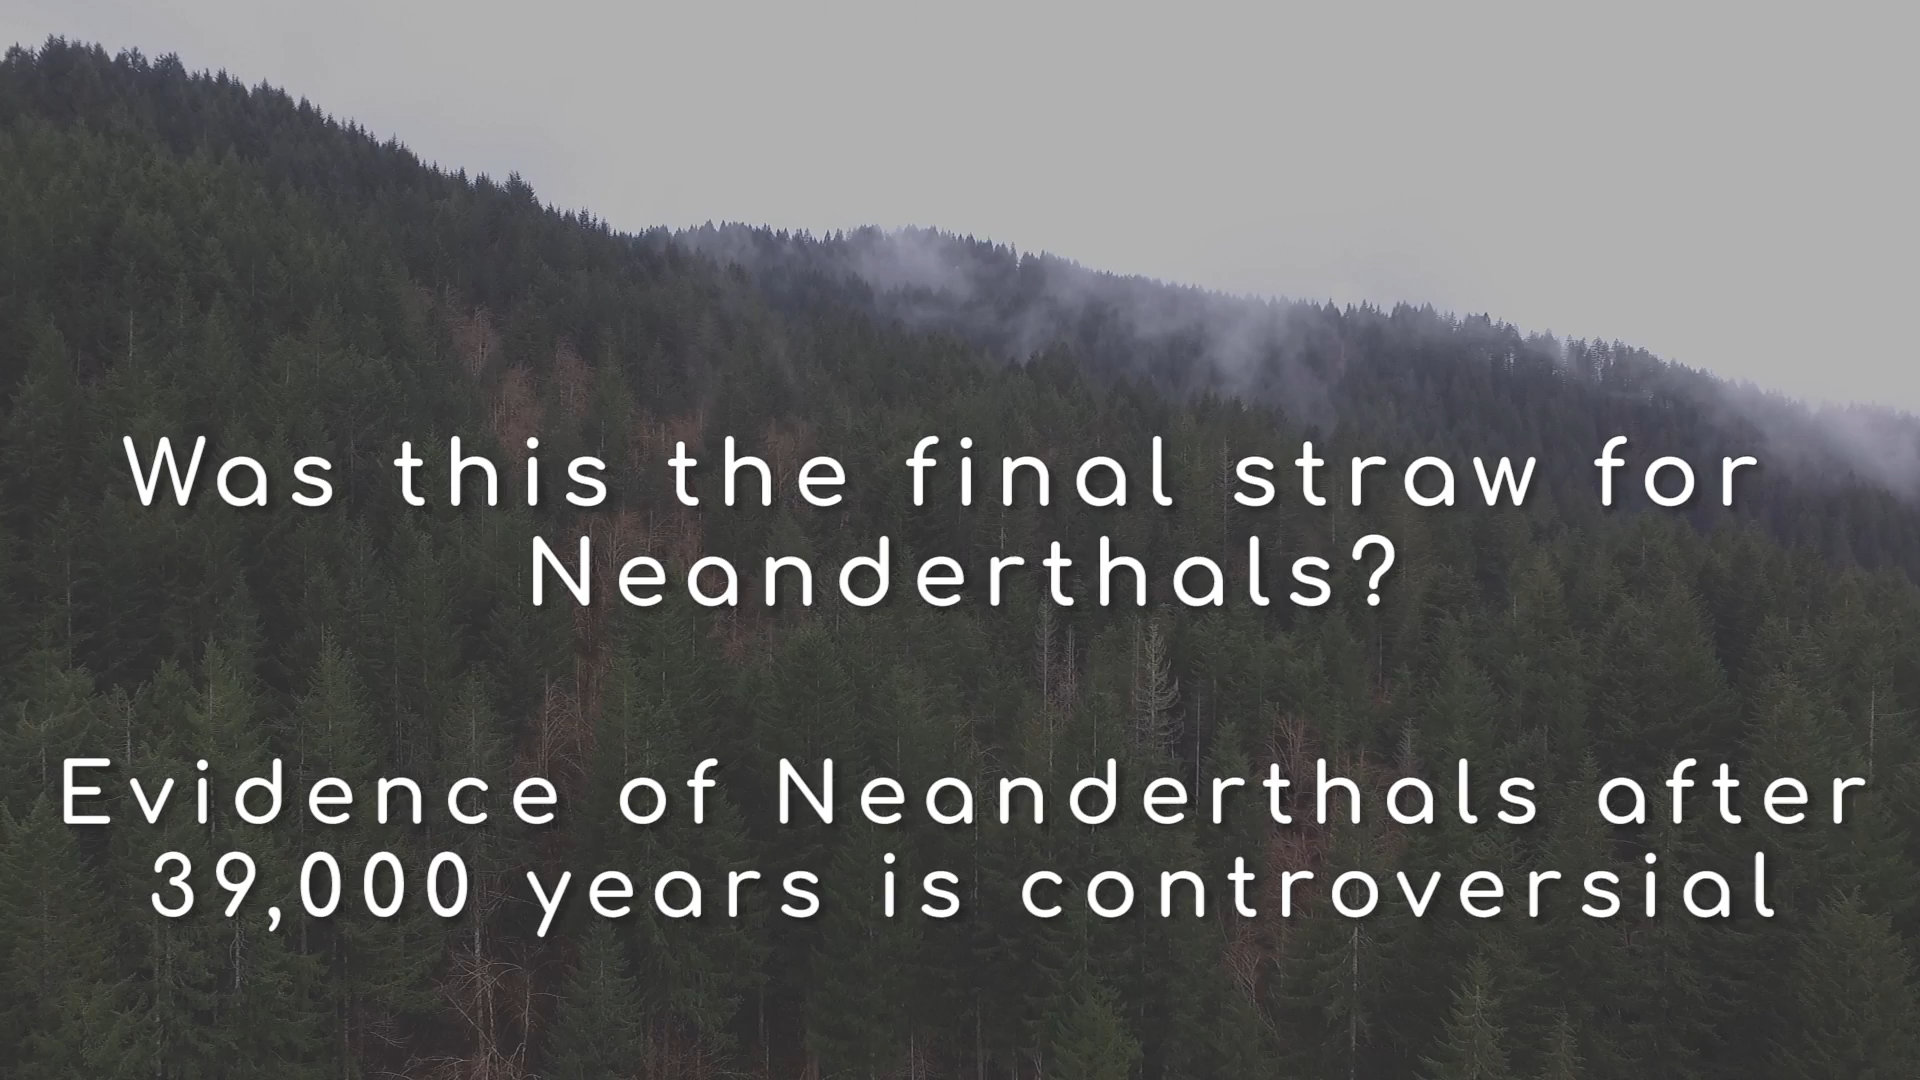 Was this the final straw for
Neanderthals?
Evidence of Neanderthals after
39,000 years is controversial